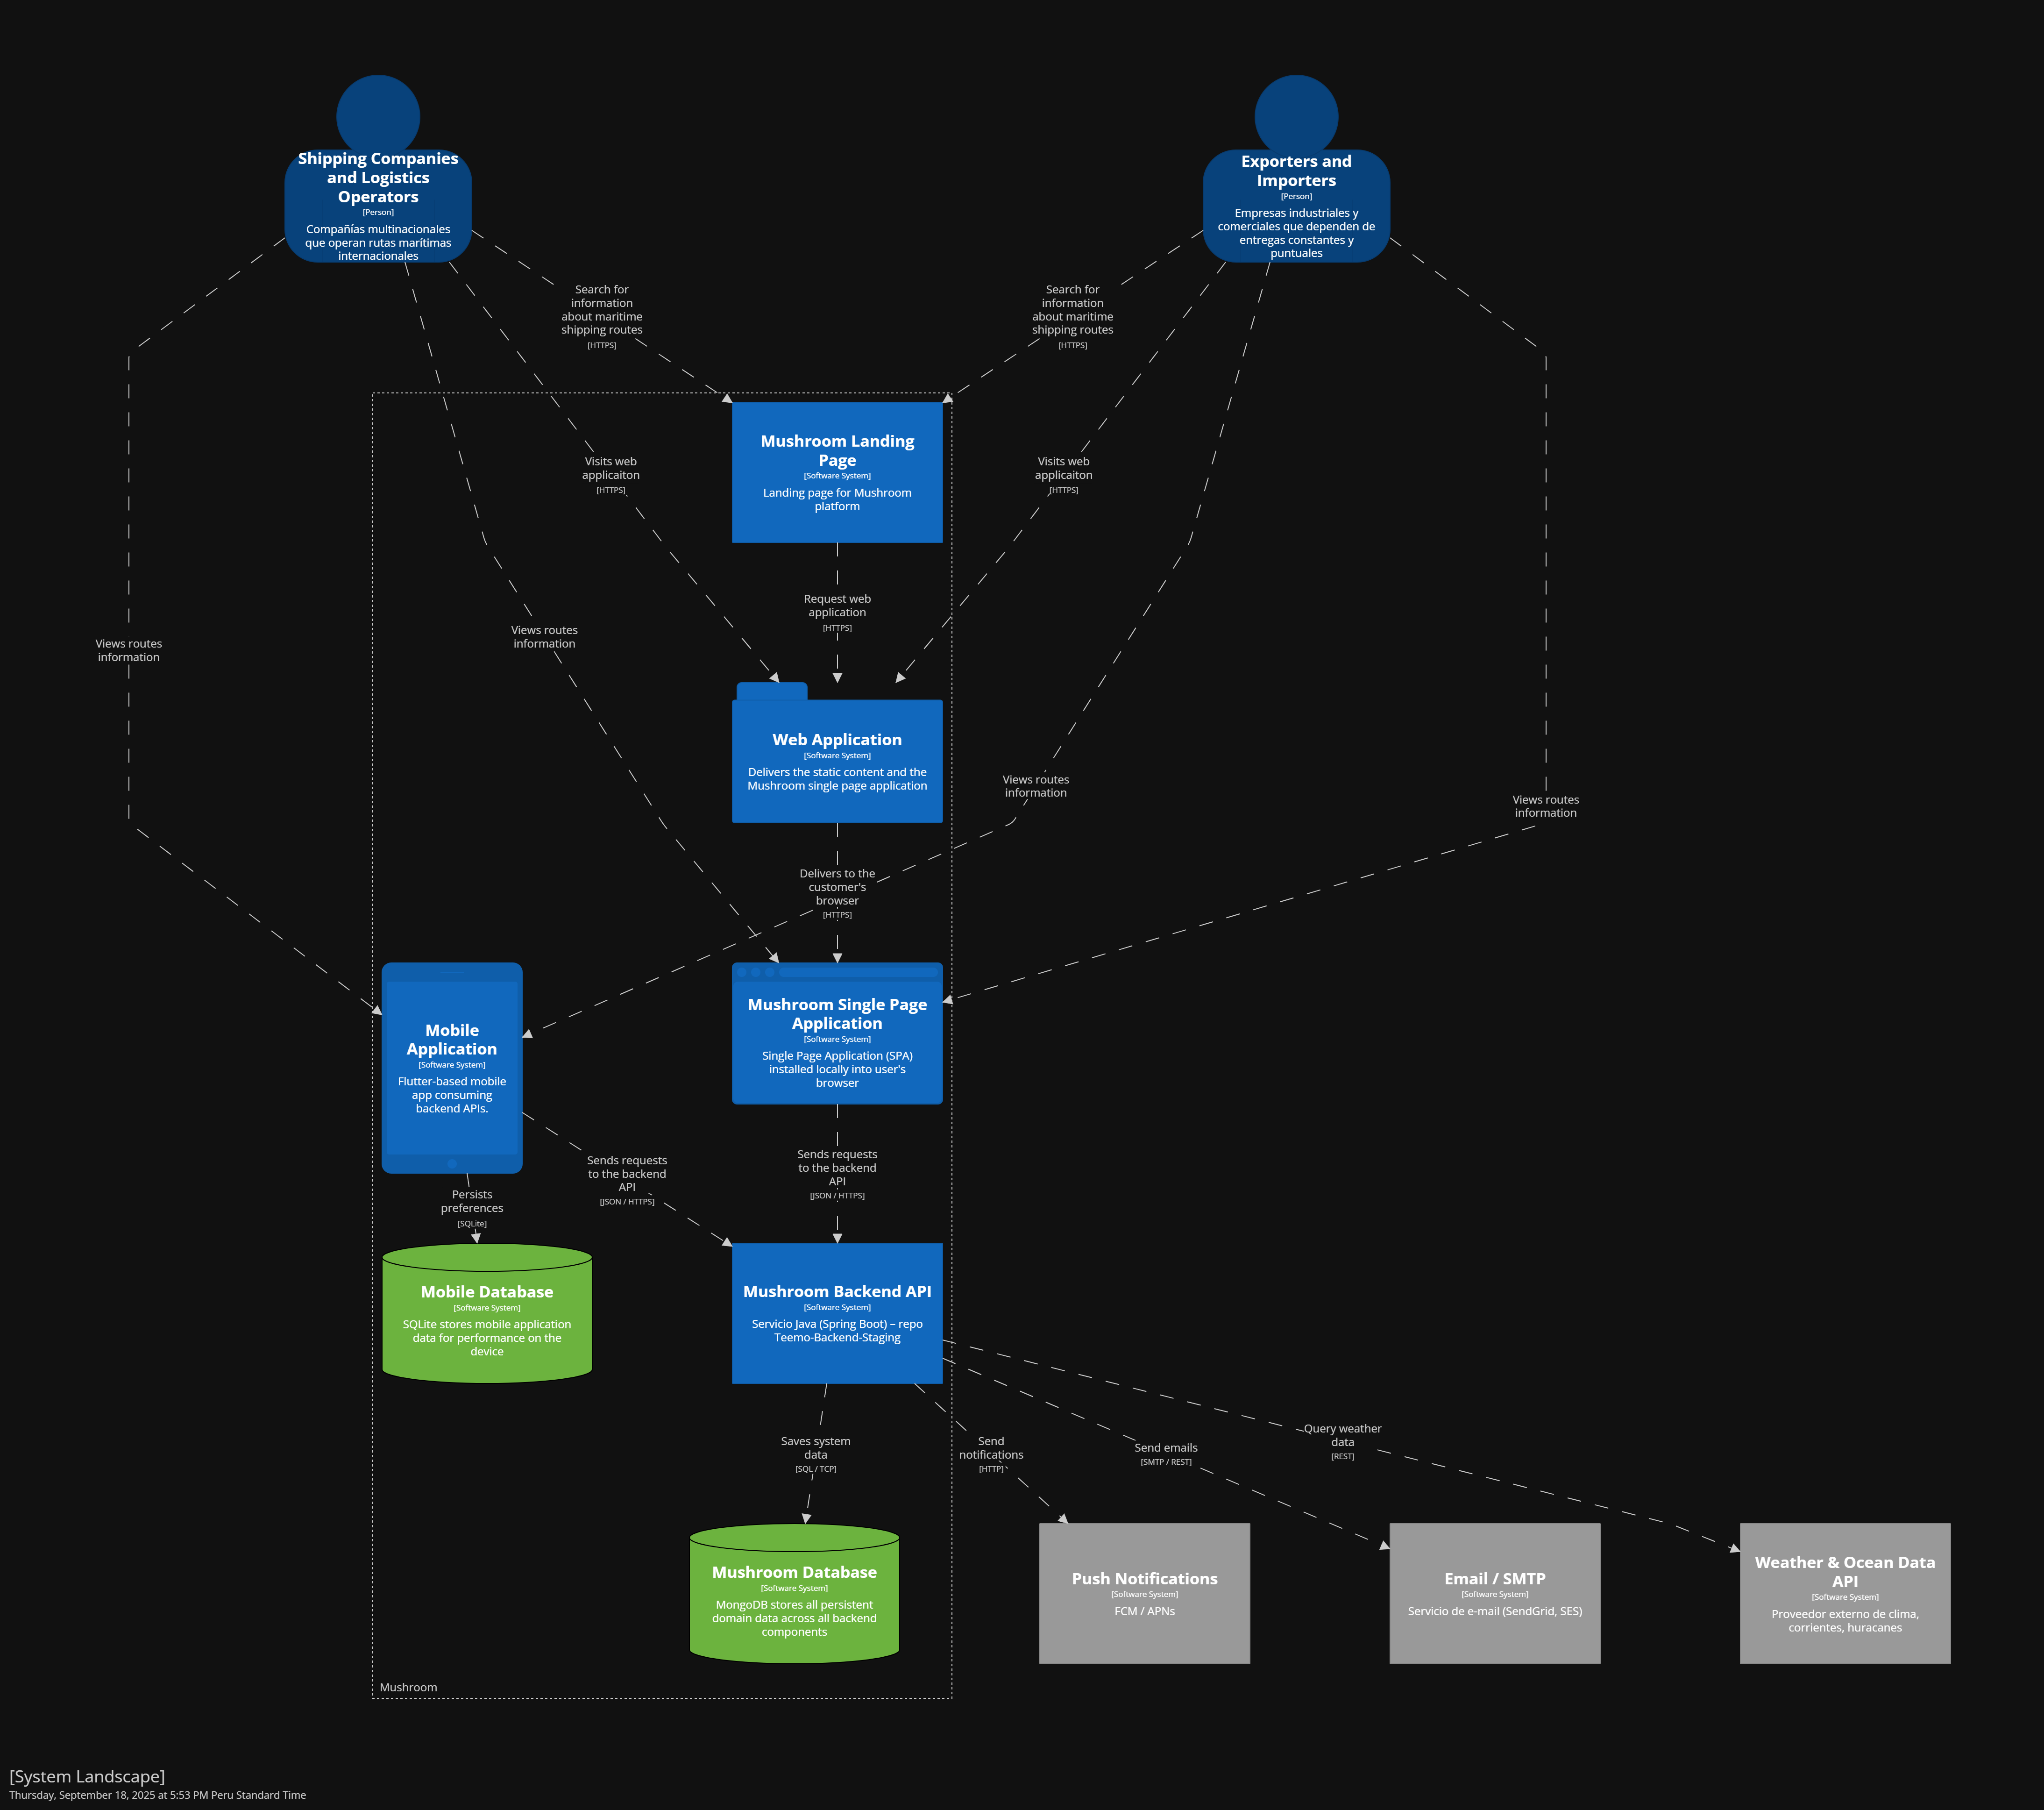 Shipping Companies
and Logistics
Operators
[Person]
Compañías multinacionales
que operan rutas marítimas
internacionales
Exporters and
Importers
[Person]
Empresas industriales y
comerciales que dependen de
entregas constantes y
puntuales
Search for
information
about maritime
shipping routes
[HTTPS]
Search for
information
about maritime
shipping routes
[HTTPS]
Mushroom Landing
Page
[Software System]
Landing page for Mushroom
platform
Visits web
applicaiton
[HTTPS]
Visits web
applicaiton
[HTTPS]
Request web
application
[HTTPS]
Views routes
information
Views routes
information
Web Application
[Software System]
Delivers the static content and the
Mushroom single page application
Views routes
information
Views routes
information
Delivers to the
customer's
browser
[HTTPS]
Mobile
Application
[Software System]
Flutter-based mobile
app consuming
backend APIs.
Mushroom Single Page
Application
[Software System]
Single Page Application (SPA)
installed locally into user's
browser
Persists
preferences
[SQLite]
Sends requests
to the backend
API
[JSON / HTTPS]
Sends requests
to the backend
API
[JSON / HTTPS]
Mobile Database
[Software System]
SQLite stores mobile application
data for performance on the
device
Mushroom Backend API
[Software System]
Servicio Java (Spring Boot) – repo
Teemo-Backend-Staging
Saves system
data
[SQL / TCP]
Send
notifications
[HTTP]
Send emails
[SMTP / REST]
Query weather
data
[REST]
Mushroom Database
[Software System]
MongoDB stores all persistent
domain data across all backend
components
Push Notifications
[Software System]
FCM / APNs
Email / SMTP
[Software System]
Servicio de e-mail (SendGrid, SES)
Weather & Ocean Data
API
[Software System]
Proveedor externo de clima,
corrientes, huracanes
Mushroom
[System Landscape]
Thursday, September 18, 2025 at 5:53 PM Peru Standard Time